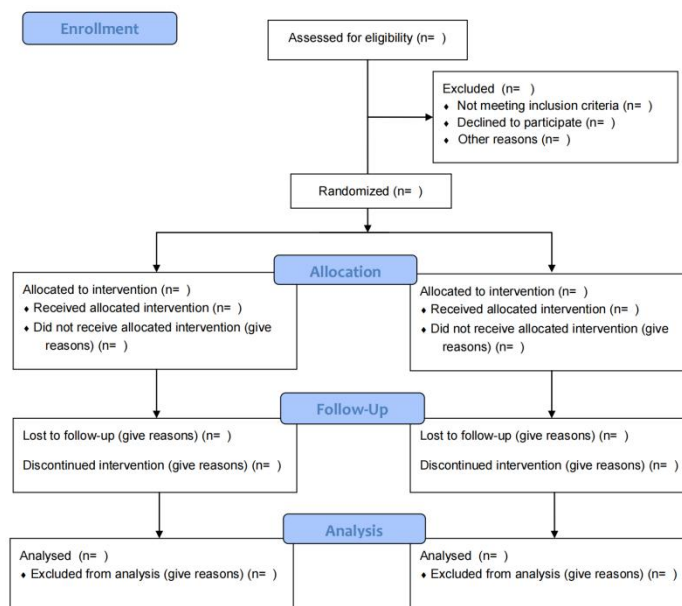 Enrollment
Assessed for eligibility (n= )
Excluded (n= )
♦ Not meeting inclusion criteria (n= )
♦ Declined to participate (n= )
♦ Other reasons (n= )
Randomized (n= )
Allocation
Allocated to intervention (n= )
♦ Received allocated intervention (n= )
♦ Did not receive allocated intervention (give
reasons) (n= )
Allocated to intervention (n= )
♦ Received allocated intervention (n= )
♦ Did not receive allocated intervention (give
reasons) (n= )
Follow-Up
Lost to follow-up (give reasons) (n= )
Discontinued intervention (give reasons) (n= )
Lost to follow-up (give reasons) (n= )
Discontinued intervention (give reasons) (n= )
Analysis
Analysed (n= )
♦ Excluded from analysis (give reasons) (n= )
Analysed (n= )
♦ Excluded from analysis (give reasons) (n= )